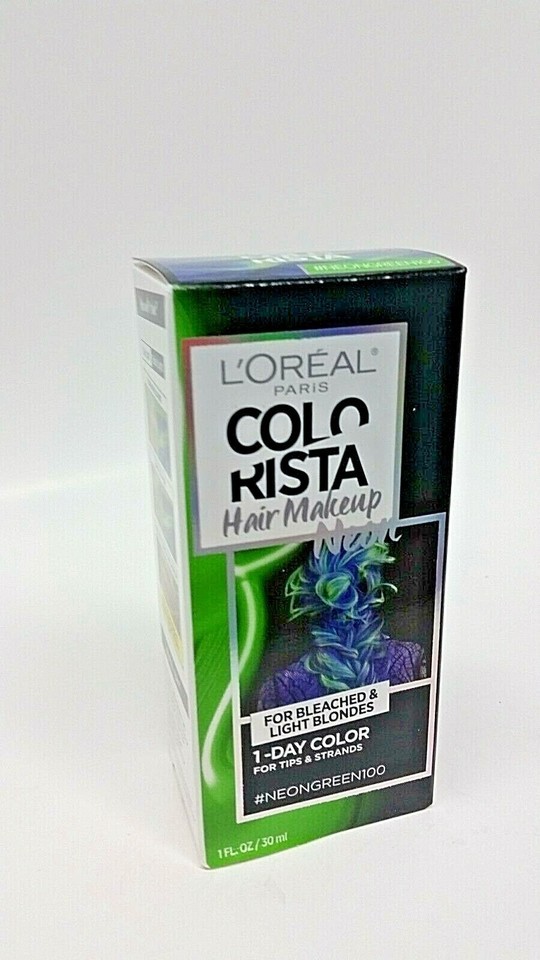 #NEONGREEN100
L'ORÉAL®
PARIS
COLO
RISTA
Hair Makeup
Neon
FOR BLEACHED &
LIGHT BLONDES
1-DAY COLOR
FOR TIPS & STRANDS
#NEONGREEN100
1 FL. OZ / 30 ml